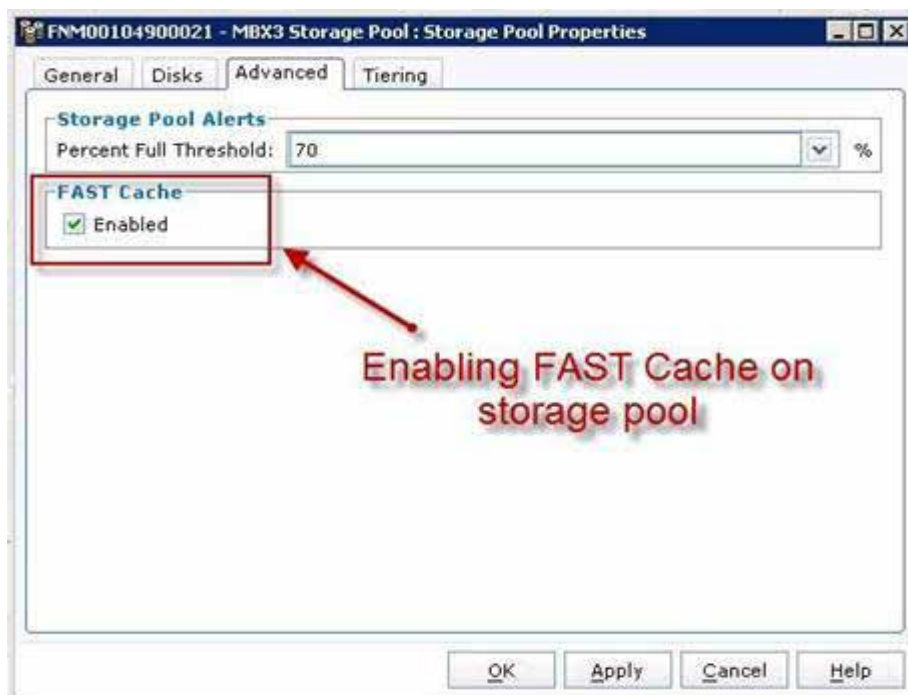 FNM00104900021 - MBX3 Storage Pool : Storage Pool Properties
General Disks Advanced Tiering
Storage Pool Alerts
Percent Full Threshold: 70 %
FAST Cache
Enabled
Enabling FAST Cache on
storage pool
OK Apply Cancel Help